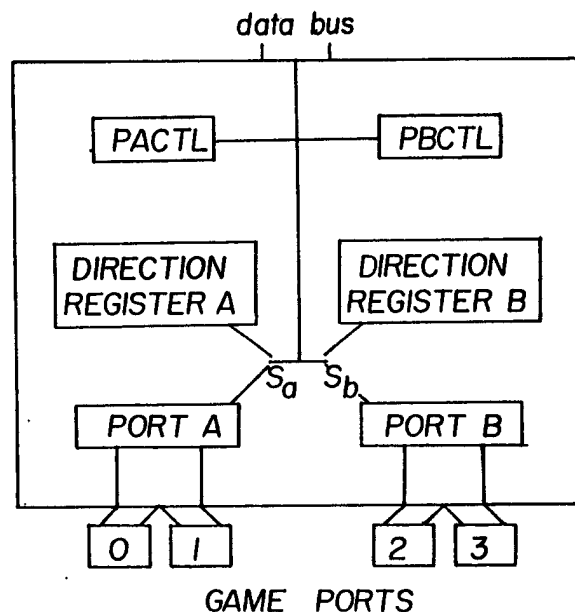 data bus
PACTL
PBCTL
DIRECTION
REGISTER A
DIRECTION
REGISTER B
Sa
Sb
PORT A
PORT B
0
1
2
3
GAME PORTS